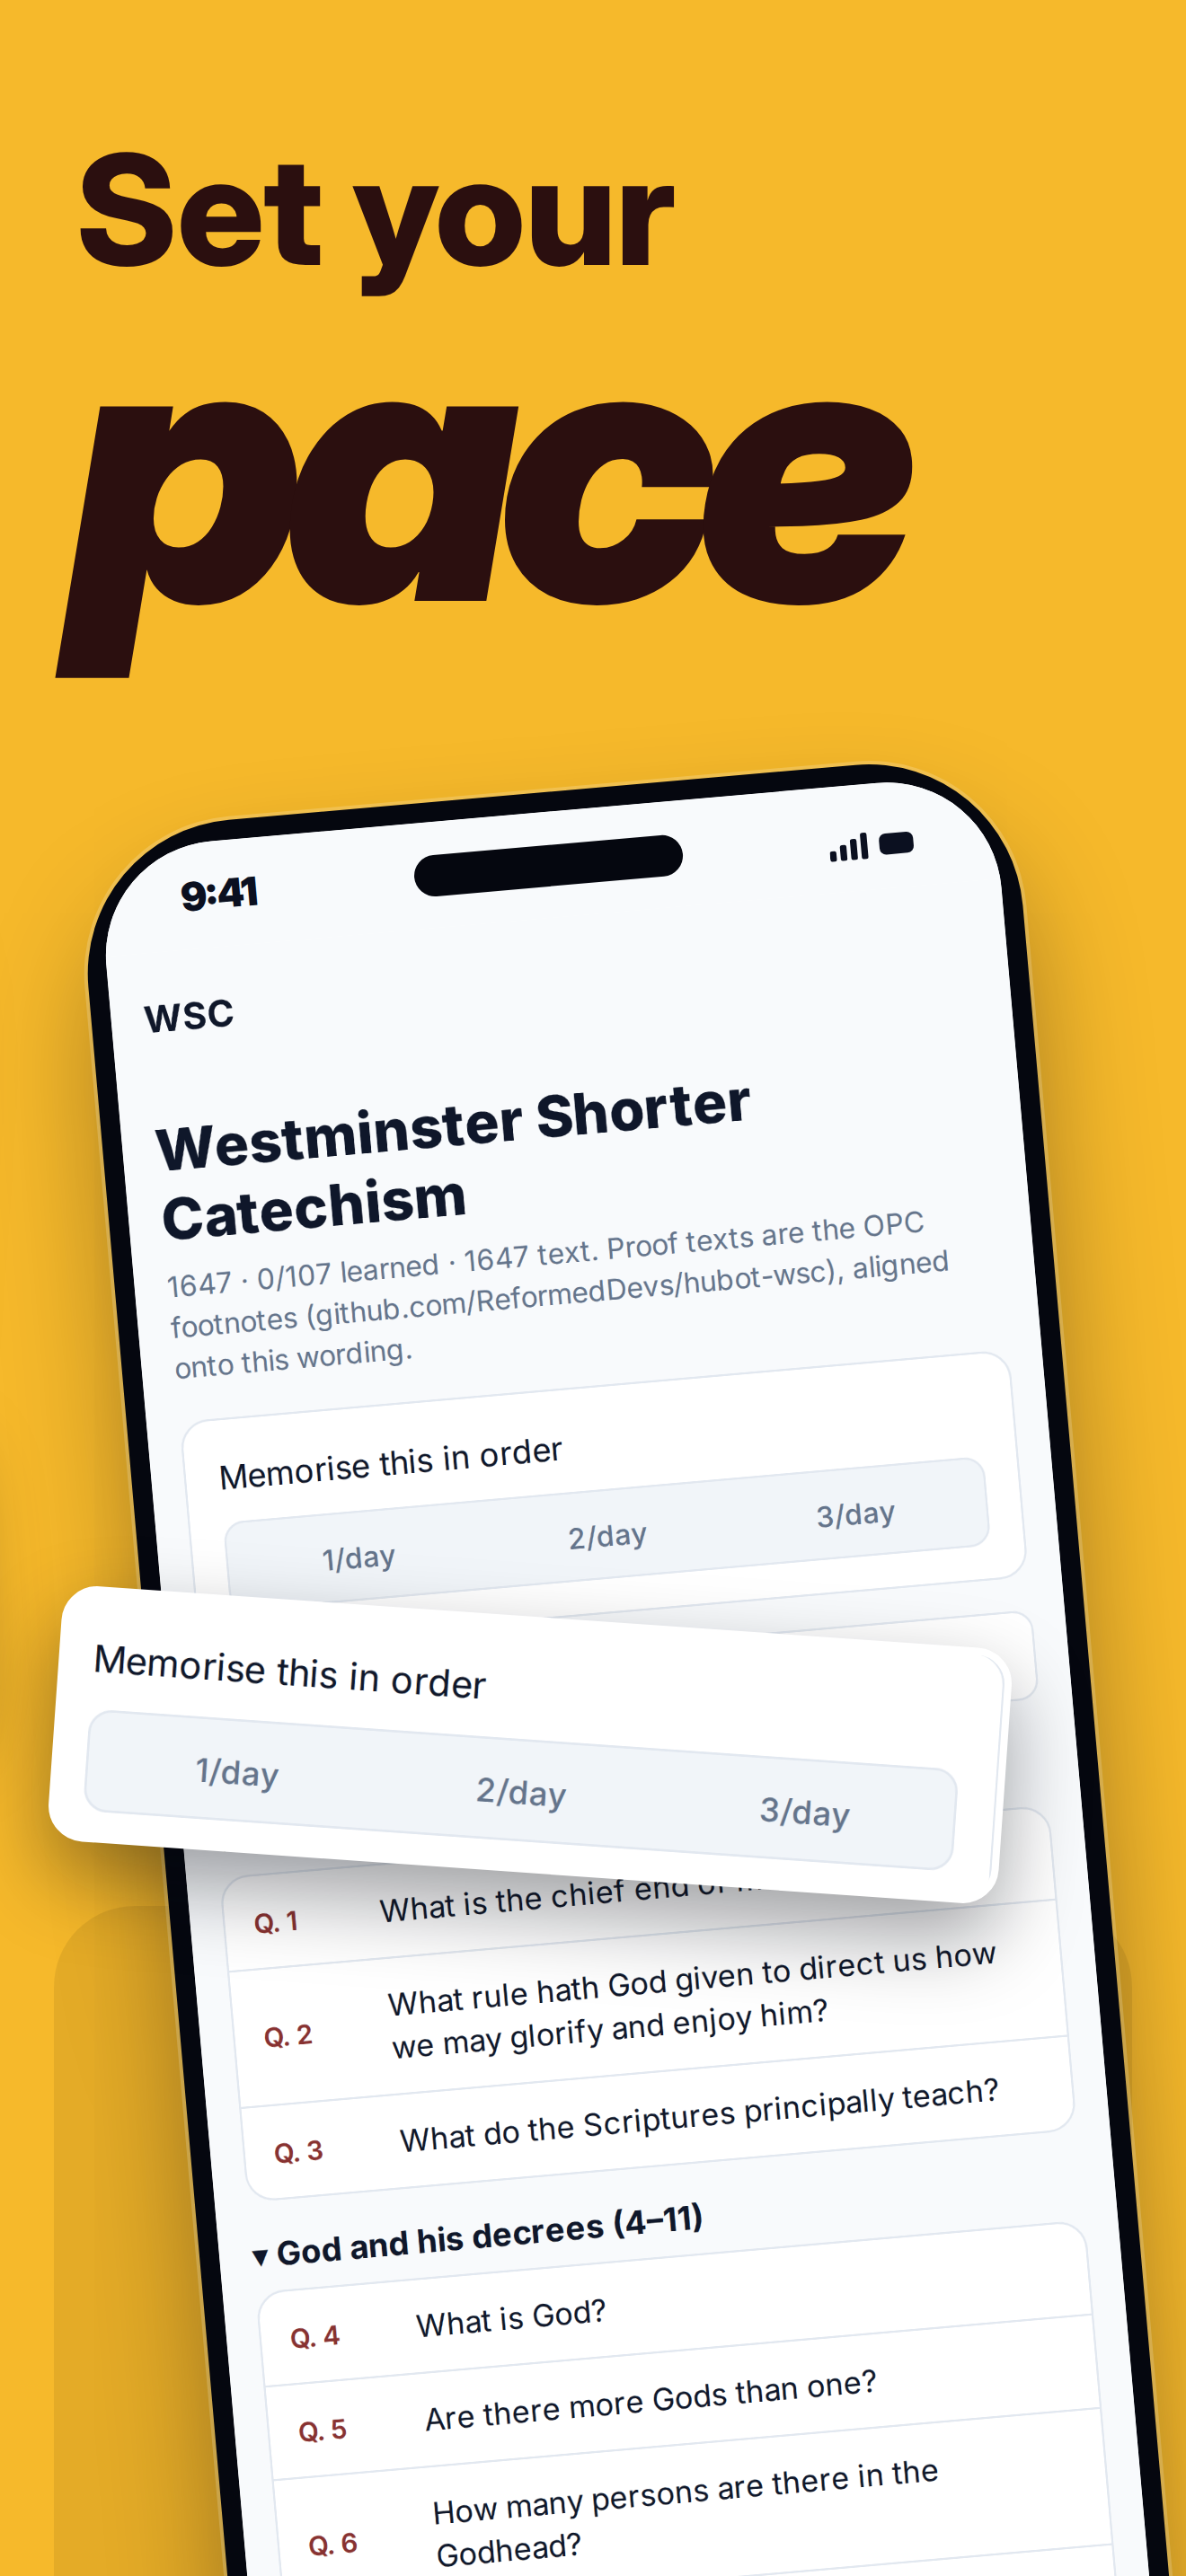 Set your
pace
9:41
WSC
Westminster Shorter
Catechism
1647 · 0/107 learned · 1647 text. Proof texts are the OPC
footnotes (github.com/ReformedDevs/hubot-wsc), aligned
onto this wording.
Memorise this in order
1/day 2/day 3/day
Memorise this in order
1/day 2/day 3/day
Q. 1 What is the chief end of
Q. 2 What rule hath God given to direct us how
we may glorify and enjoy him?
Q. 3 What do the Scriptures principally teach?
▾ God and his decrees (4–11)
Q. 4 What is God?
Q. 5 Are there more Gods than one?
Q. 6 How many persons are there in the
Godhead?